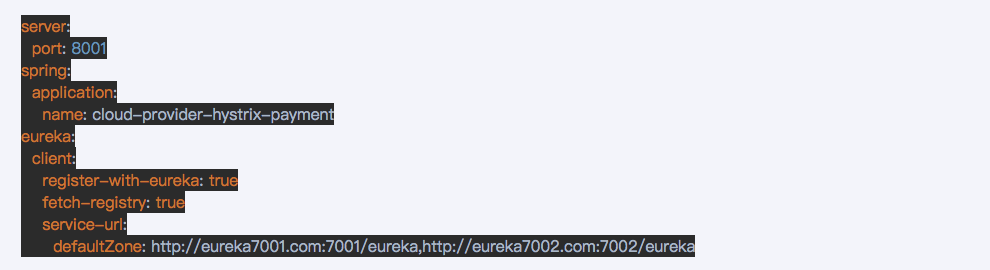 server:
port: 8001
spring:
application:
name: cloud-provider-hystrix-payment
eureka:
client:
register-with-eureka: true
fetch-registry: true
service-url:
defaultZone: http://eureka7001.com:7001/eureka,http://eureka7002.com:7002/eureka